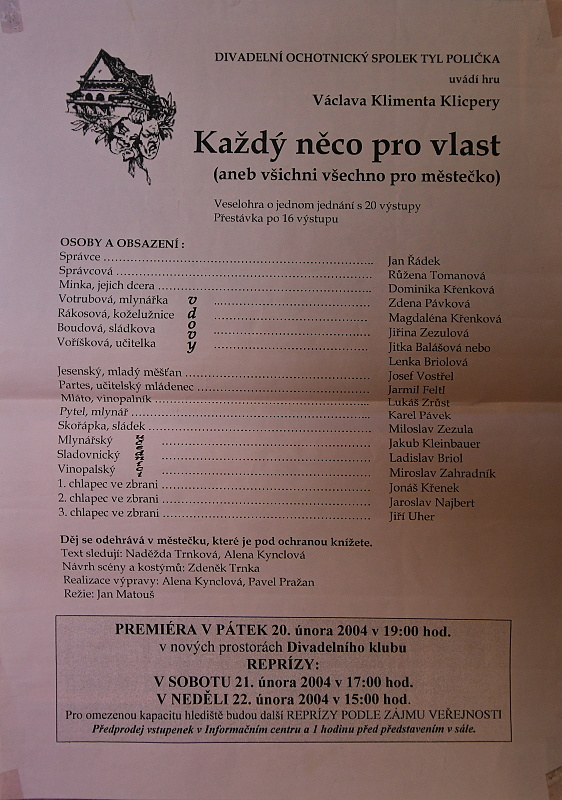 DIVADELNÍ OCHOTNICKÝ SPOLEK TYL POLIČKA
uvádí hru
Václava Klimenta Klicpery
Každý něco pro vlast
(aneb všichni všechno pro městečko)
Veselohra o jednom jednání s 20 výstupy
Přestávka po 16 výstupu
OSOBY A OBSAZENÍ :
Správce ... Jan Řádek
Správcová ... Růžena Tomanová
Minka, jejich dcera ... Dominika Křenková
Votrubová, mlynářka v ... Zdena Pávková
Rákosová, koželužnice d ... Magdaléna Křenková
Boudová, sládkova o ... Jiřina Zezulová
Voříšková, učitelka v y ... Jitka Balášová nebo
Lenka Briolová
Jesenský, mladý měšťan ... Josef Vostřel
Partes, učitelský mládenec ... Jarmil Feltl
Mláto, vinopalník ... Lukáš Zrůst
Pytel, mlynář ... Karel Pávek
Skořápka, sládek ... Miloslav Zezula
Mlynářský ... Jakub Kleinbauer
Sladovnický ... Ladislav Briol
Vinopalský ... Miroslav Zahradník
1. chlapec ve zbrani ... Jonáš Křenek
2. chlapec ve zbrani ... Jaroslav Najbert
3. chlapec ve zbrani ... Jiří Uher
Děj se odehrává v městečku, které je pod ochranou knížete.
Text sledují: Naděžda Trnková, Alena Kynclová
Návrh scény a kostýmů: Zdeněk Trnka
Realizace výpravy: Alena Kynclová, Pavel Pražan
Režie: Jan Matouš
PREMIÉRA V PÁTEK 20. února 2004 v 19:00 hod.
v nových prostorách Divadelního klubu
REPRÍZY:
V SOBOTU 21. února 2004 v 17:00 hod.
V NEDĚLI 22. února 2004 v 15:00 hod.
Pro omezenou kapacitu hlediště budou další REPRÍZY PODLE ZÁJMU VEŘEJNOSTI
Předprodej vstupenek v Informačním centru a 1 hodinu před představením v sále.